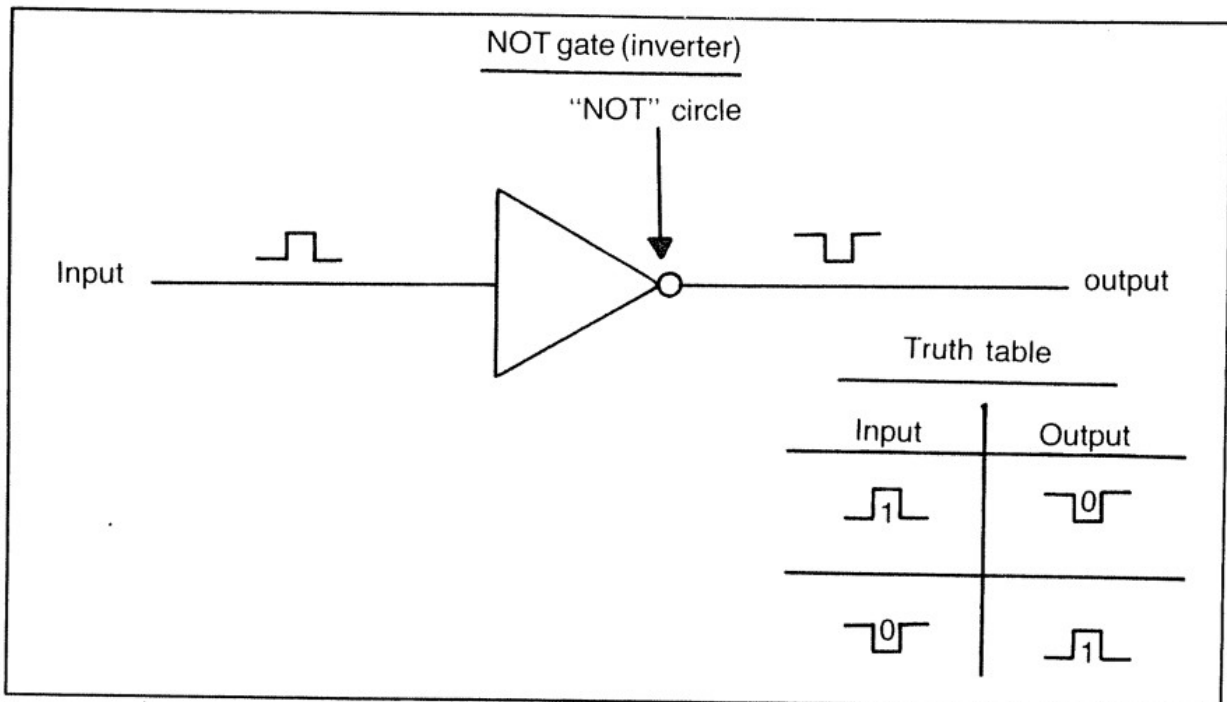 NOT gate (inverter)
"NOT" circle
Input
output
Truth table
Input Output
1 0
0 1